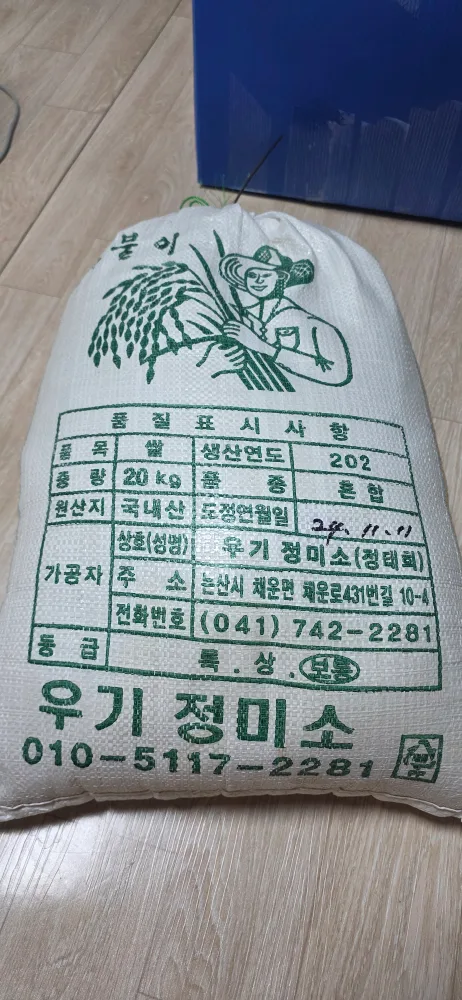 불이
품질표시사항
품목 쌀 생산연도 202
중량 20 kg 품종 혼합
원산지 국내산 도정연월일 24. 11. 11
가공자 상호(성명) 우기 정미소(정태희)
주소 논산시 채운면 채운로431번길 10-4
전화번호 (041) 742-2281
등급 특 . 상 . 보통
우기 정미소
010-5117-2281